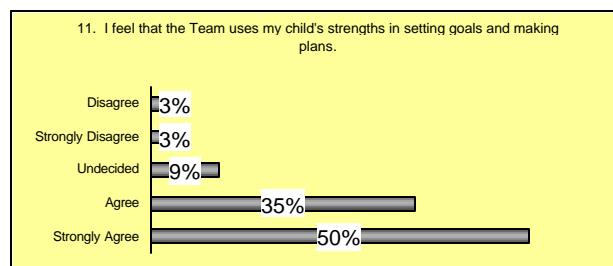 11. I feel that the Team uses my child's strengths in setting goals and making
plans.
Disagree 3%
Strongly Disagree 3%
Undecided 9%
Agree 35%
Strongly Agree 50%